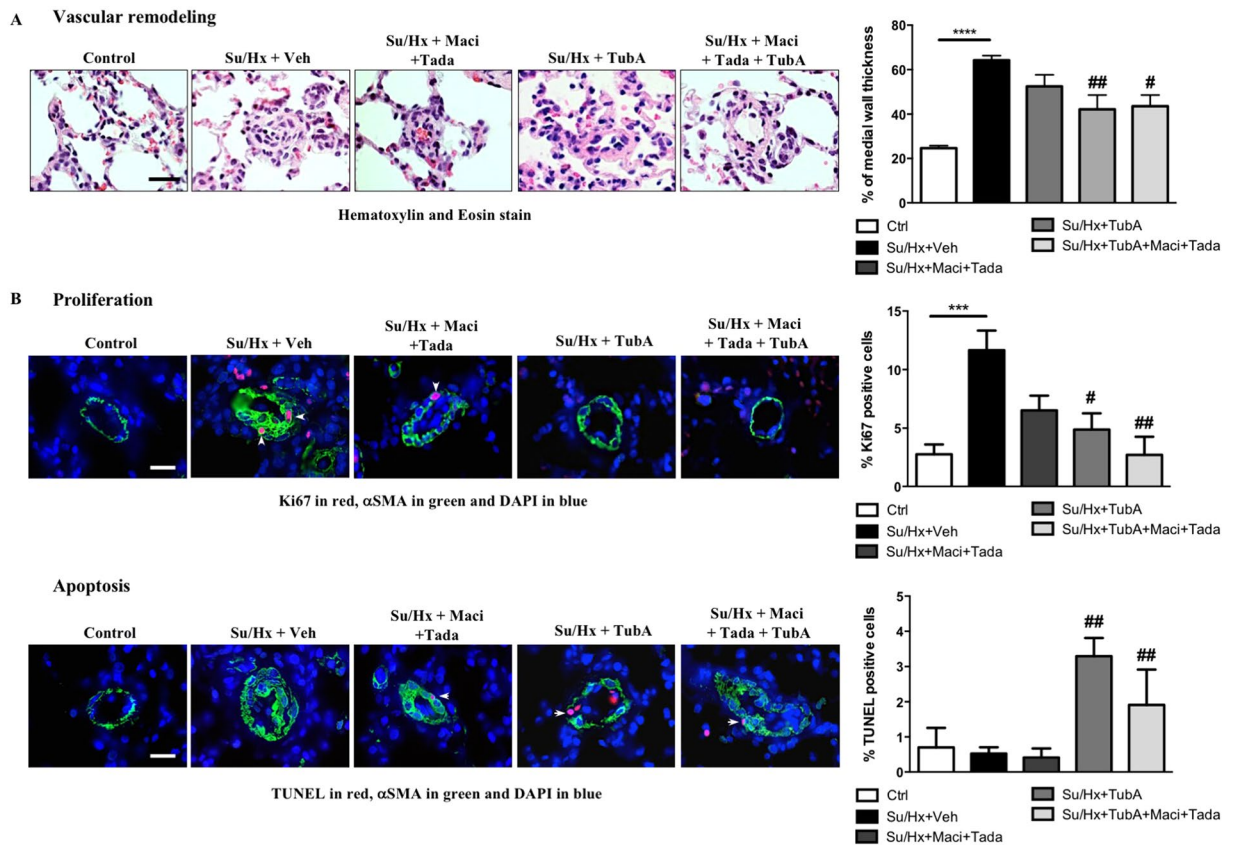 A
Vascular remodeling
Control
Su/Hx + Veh
Su/Hx + Maci
+Tada
Su/Hx + TubA
Su/Hx + Maci
+ Tada + TubA
Hematoxylin and Eosin stain
% of medial wall thickness
80
60
40
20
0
****
##
#
Ctrl
Su/Hx+Veh
Su/Hx+Maci+Tada
Su/Hx+TubA
Su/Hx+TubA+Maci+Tada
B
Proliferation
Control
Su/Hx + Veh
Su/Hx + Maci
+Tada
Su/Hx + TubA
Su/Hx + Maci
+ Tada + TubA
Ki67 in red, αSMA in green and DAPI in blue
% Ki67 positive cells
15
10
5
0
***
#
##
Ctrl
Su/Hx+Veh
Su/Hx+Maci+Tada
Su/Hx+TubA
Su/Hx+TubA+Maci+Tada
Apoptosis
Control
Su/Hx + Veh
Su/Hx + Maci
+Tada
Su/Hx + TubA
Su/Hx + Maci
+ Tada + TubA
TUNEL in red, αSMA in green and DAPI in blue
% TUNEL positive cells
5
4
3
2
1
0
##
##
Ctrl
Su/Hx+Veh
Su/Hx+Maci+Tada
Su/Hx+TubA
Su/Hx+TubA+Maci+Tada